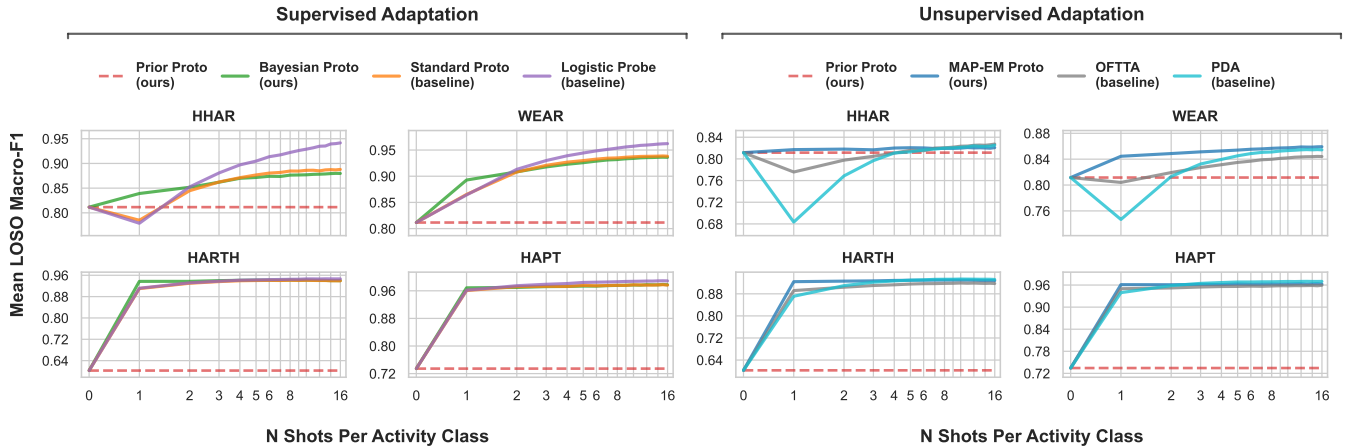 Supervised Adaptation
Unsupervised Adaptation
Prior Proto
(ours)
Bayesian Proto
(ours)
Standard Proto
(baseline)
Logistic Probe
(baseline)
Prior Proto
(ours)
MAP-EM Proto
(ours)
OFTTA
(baseline)
PDA
(baseline)
Mean LOSO Macro-F1
HHAR
0.95
0.90
0.85
0.80
WEAR
0.95
0.90
0.85
0.80
HHAR
0.84
0.80
0.76
0.72
0.68
WEAR
0.88
0.84
0.80
0.76
HARTH
0.96
0.88
0.80
0.72
0.64
0 1 2 3 4 5 6 8 16
HAPT
0.96
0.88
0.80
0.72
0 1 2 3 4 5 6 8 16
HARTH
0.88
0.80
0.72
0.64
0 1 2 3 4 5 6 8 16
HAPT
0.96
0.90
0.84
0.78
0.72
0 1 2 3 4 5 6 8 16
N Shots Per Activity Class
N Shots Per Activity Class